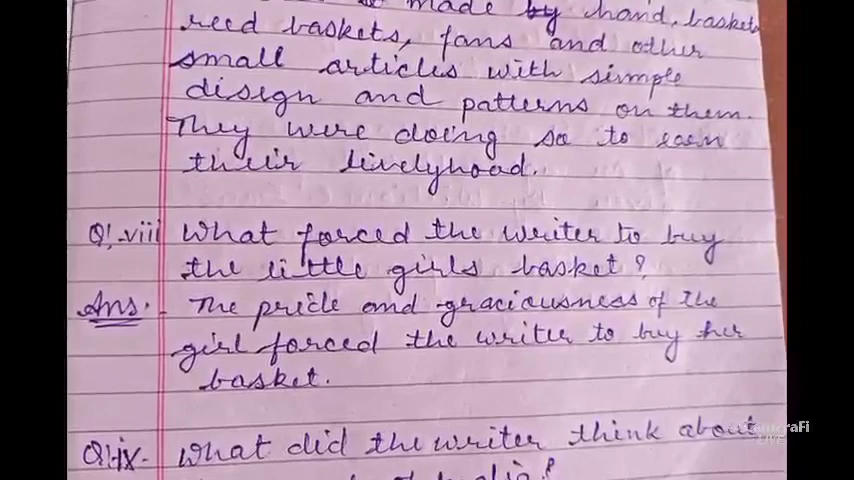 made by hand, baskets
reed baskets, fans and other
small articles with simple
disign and patterns on them.
They were doing so to earn
their livelyhood.
Q!-viii What forced the writer to buy
the little girls basket?
Ans:- The pride and graciousness of the
girl forced the writer to buy her
basket.
Q!ix- What did the writer think about
CameraFi
LIVE